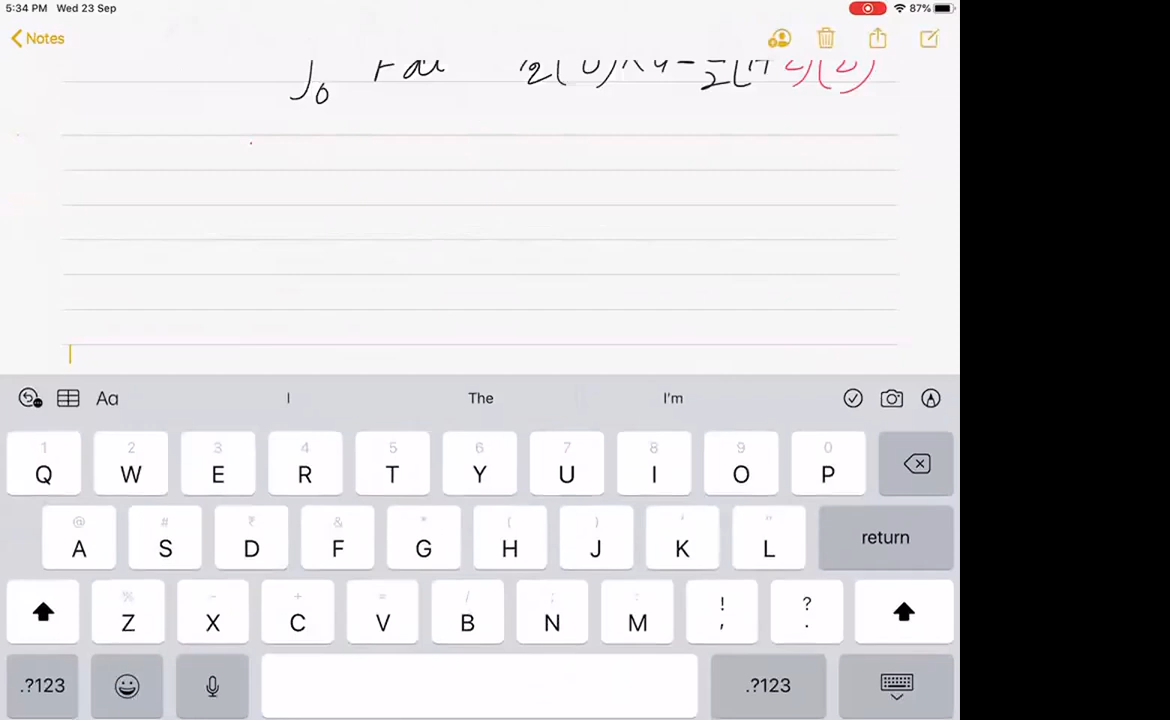 5:34 PM Wed 23 Sep
87%
Notes
Aa I The I'm
1 2 3 4 5 6 7 8 9 0
Q W E R T Y U I O P
@ # ₹ & * ( ) ' "
A S D F G H J K L return
% - + = / ; : ! ?
Z X C V B N M , .
.?123 .?123